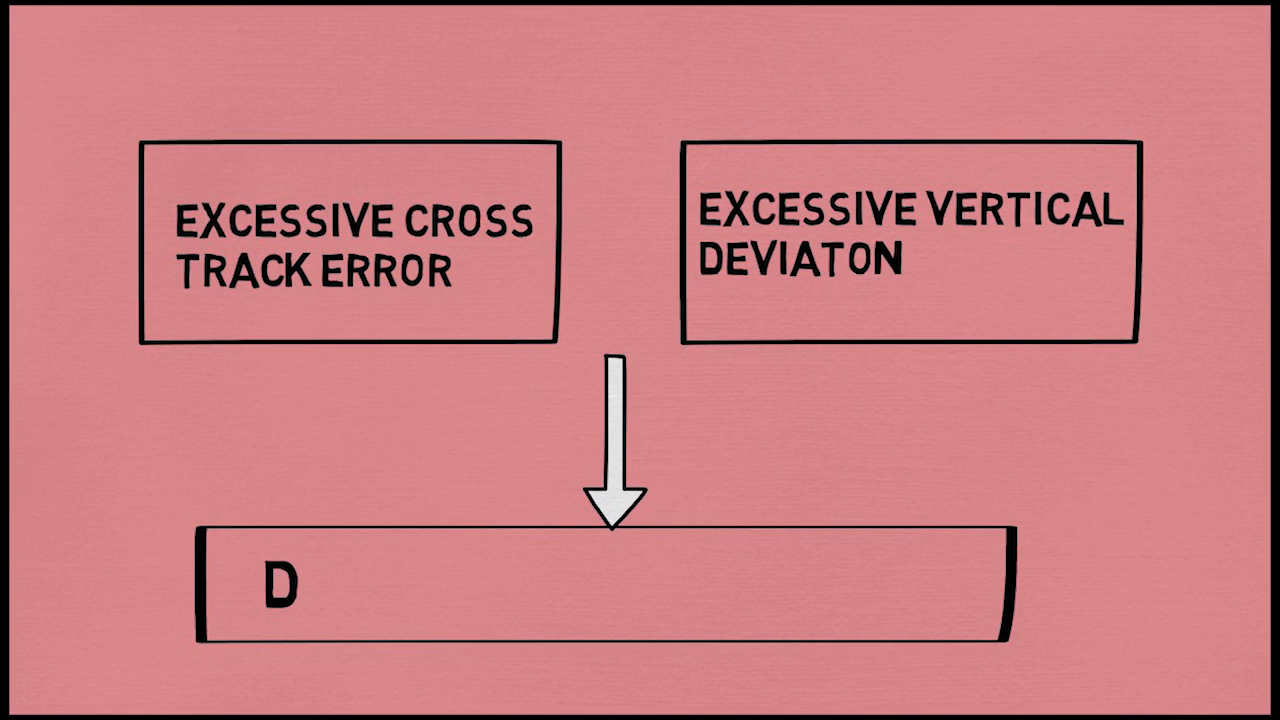 EXCESSIVE CROSS
TRACK ERROR
EXCESSIVE VERTICAL
DEVIATON
D